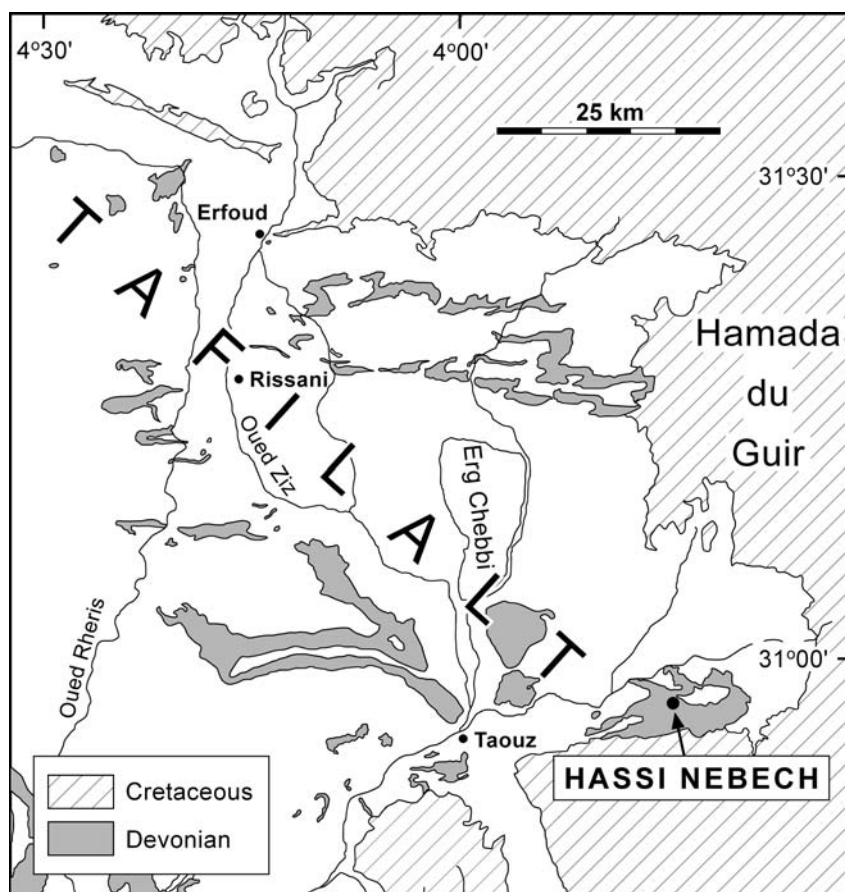 4°30'
4°00'
25 km
31°30'
Erfoud
TAFILALT
Hamada
du
Guir
Rissani
Oued Ziz
Erg Chebbi
Oued Rheris
31°00'
Taouz
HASSI NEBECH
Cretaceous
Devonian